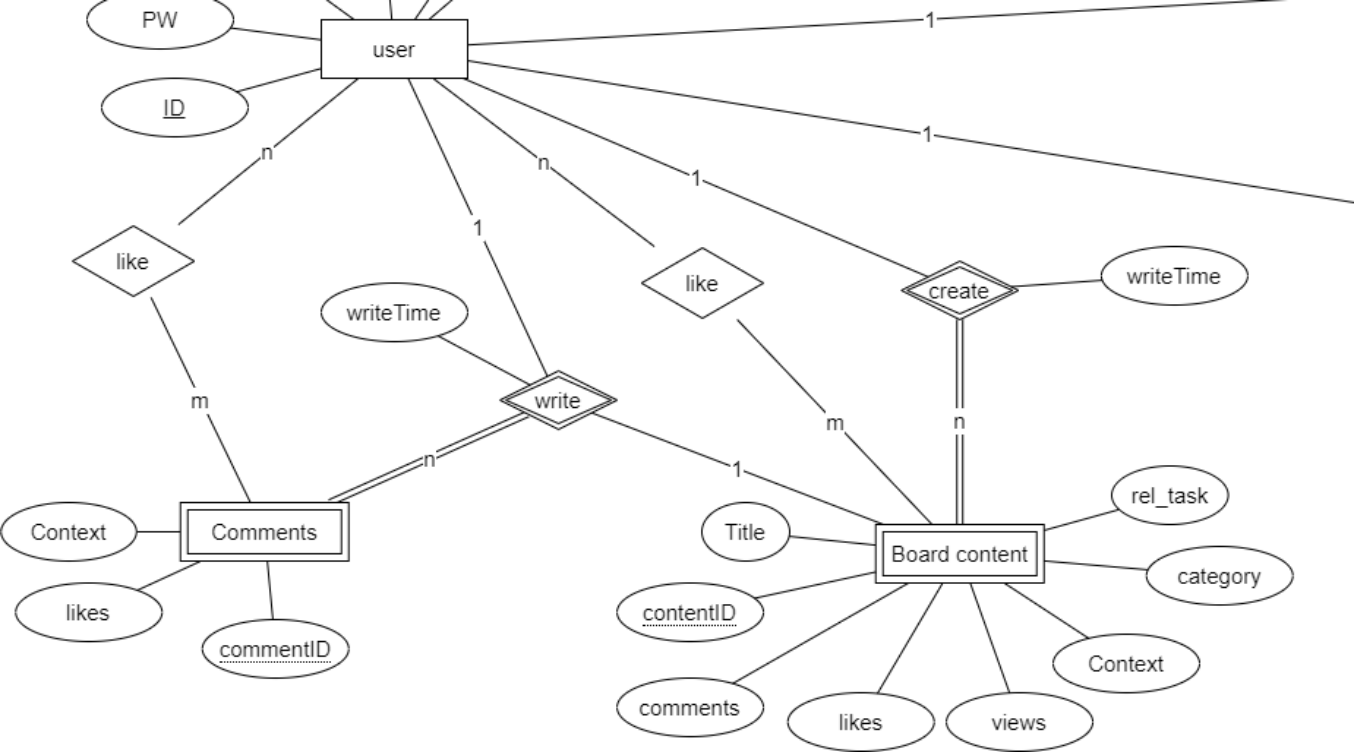 PW
user
1
ID
1
n
n
1
1
like
like
create
writeTime
writeTime
write
m
m
n
n
1
rel_task
Context
Comments
Title
Board content
category
likes
contentID
commentID
Context
comments
likes
views